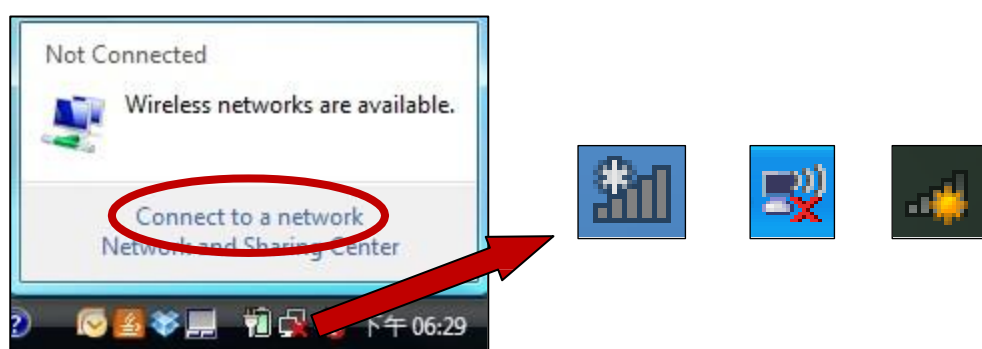 Not Connected
Wireless networks are available.
Connect to a network
Network and Sharing Center
? 下午 06:29